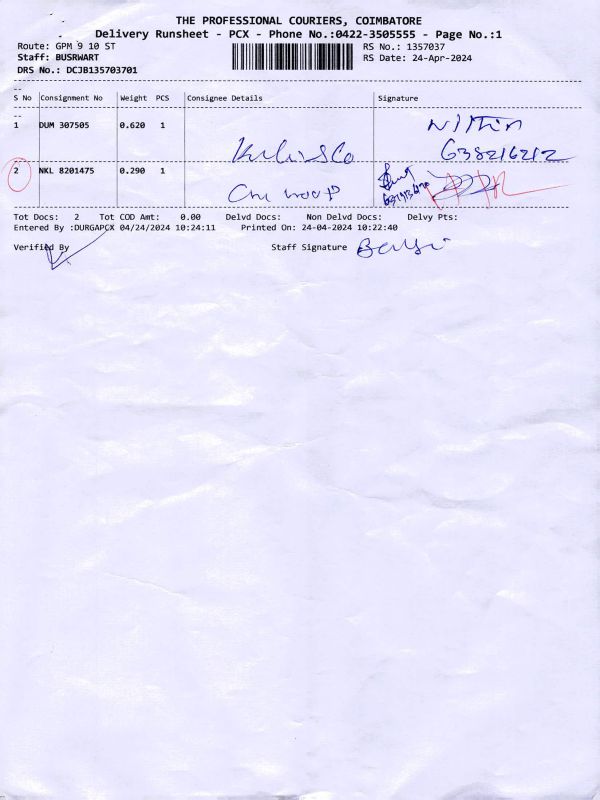 THE PROFESSIONAL COURIERS, COIMBATORE
Delivery Runsheet - PCX - Phone No.:0422-3505555 - Page No.:1
Route: GPM 9 10 ST
RS No.: 1357037
Staff: BUSRWART
RS Date: 24-Apr-2024
DRS No.: DCJB135703701
S No Consignment No Weight PCS Consignee Details Signature
1 DUM 307505 0.620 1 Nithin
638216212
2 NKL 8201475 0.290 1
Tot Docs: 2 Tot COD Amt: 0.00 Delvd Docs: Non Delvd Docs: Delvy Pts:
Entered By :DURGAPCX 04/24/2024 10:24:11 Printed On: 24-04-2024 10:22:40
Verified By Staff Signature